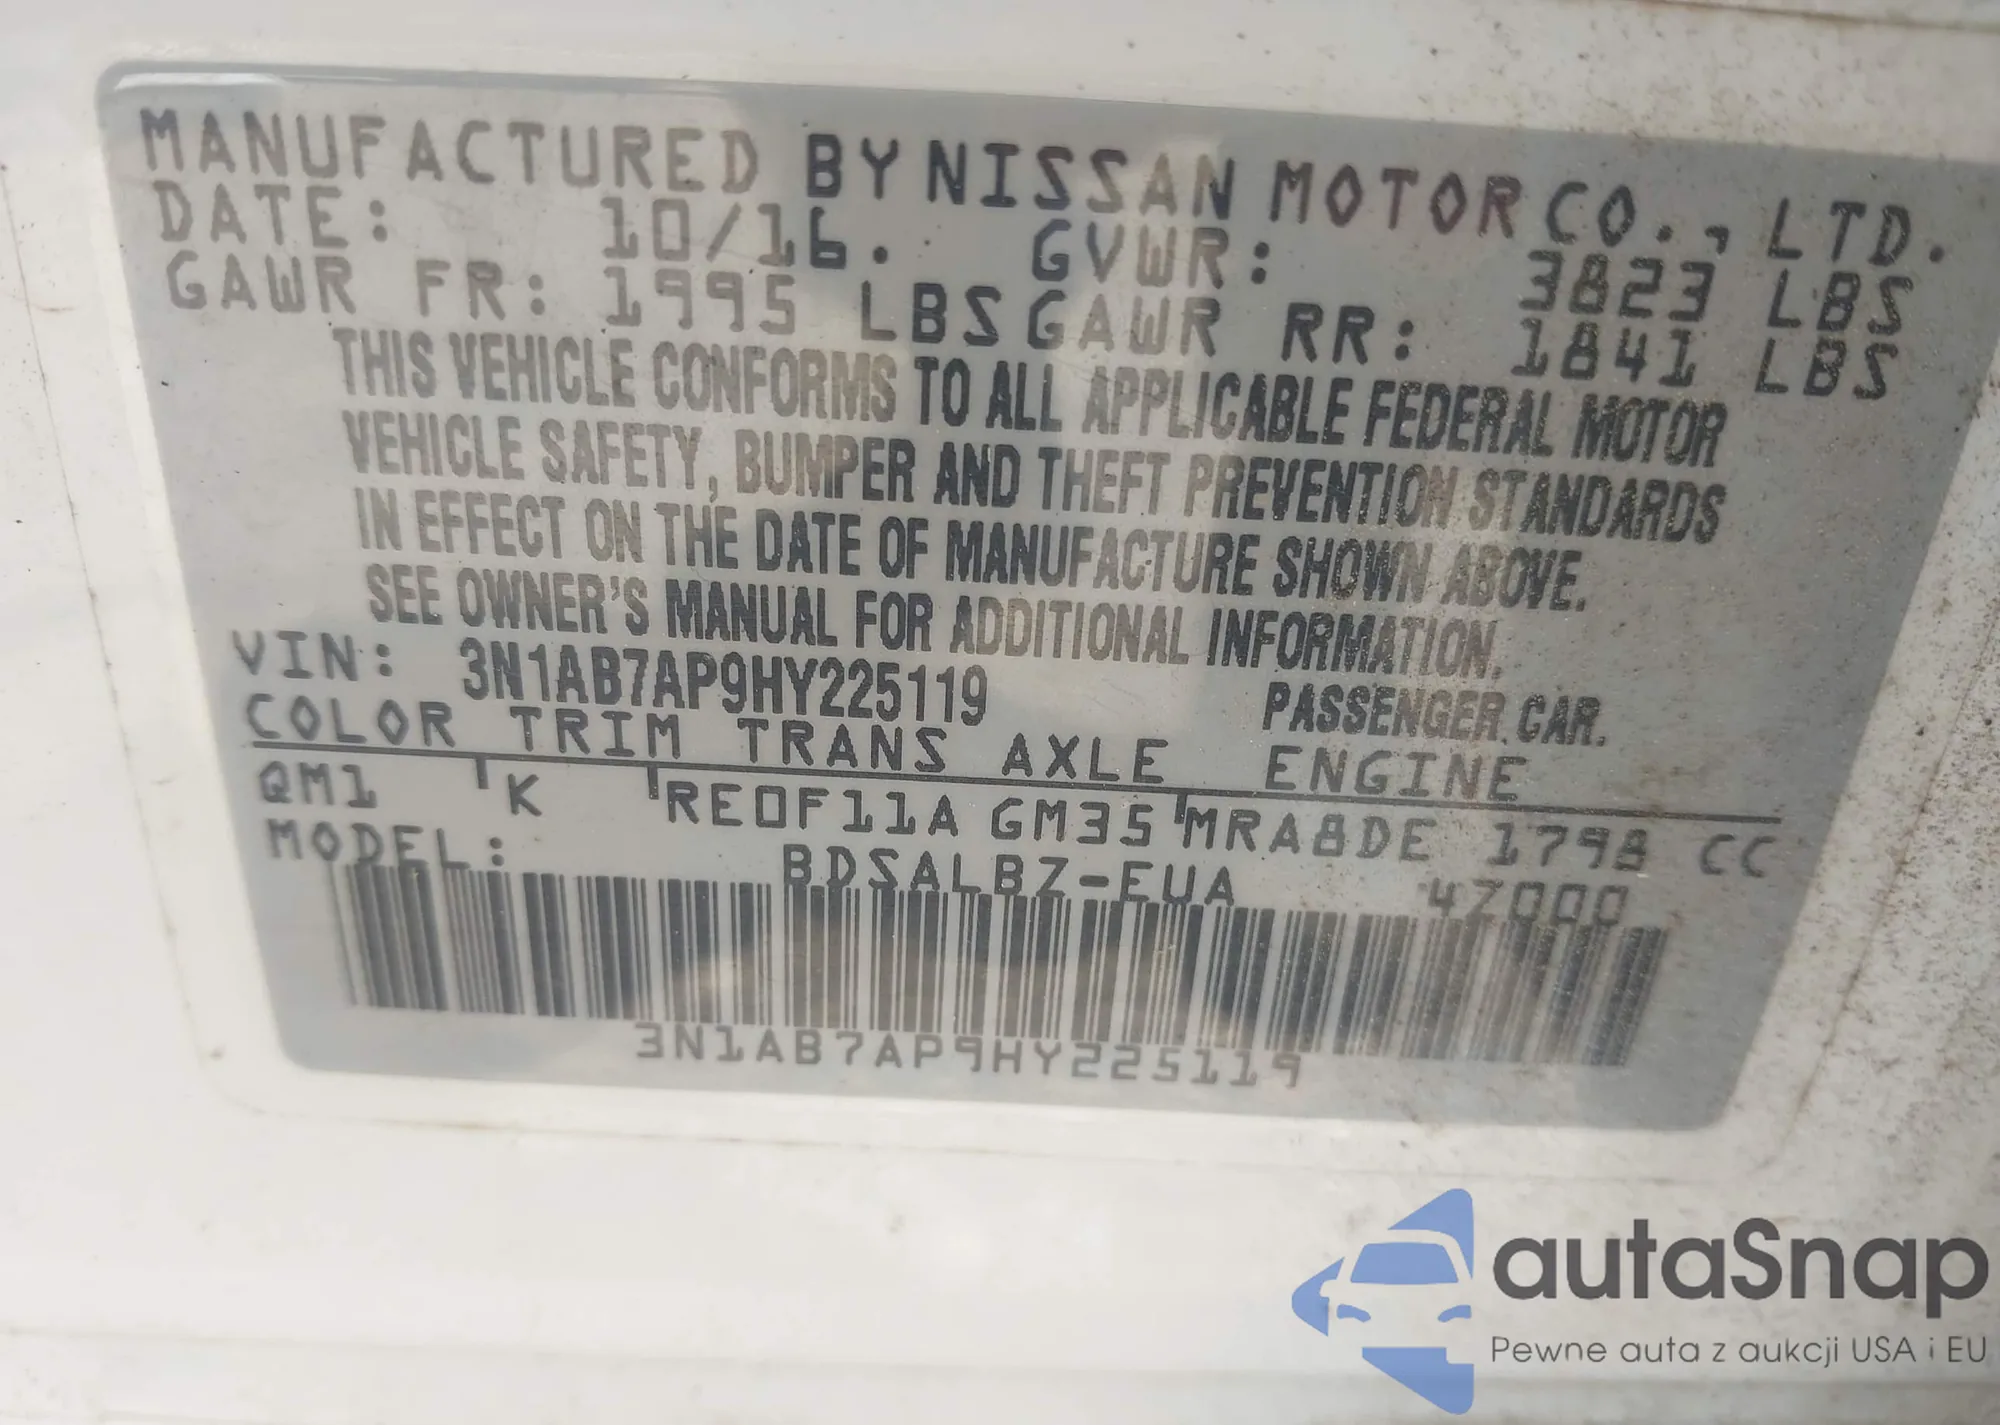 MANUFACTURED BY NISSAN MOTOR CO., LTD.
DATE: 10/16. GVWR: 3823 LBS
GAWR FR: 1995 LBS GAWR RR: 1841 LBS
THIS VEHICLE CONFORMS TO ALL APPLICABLE FEDERAL MOTOR
VEHICLE SAFETY, BUMPER AND THEFT PREVENTION STANDARDS
IN EFFECT ON THE DATE OF MANUFACTURE SHOWN ABOVE.
SEE OWNER'S MANUAL FOR ADDITIONAL INFORMATION.
VIN: 3N1AB7AP9HY225119 PASSENGER CAR.
COLOR TRIM TRANS AXLE ENGINE
QM1 K RE0F11A GM35 MRA8DE 1798 CC
MODEL: BDSALBZ-EUA 4Z000
3N1AB7AP9HY225119
autaSnap
Pewne auta z aukcji USA i EU